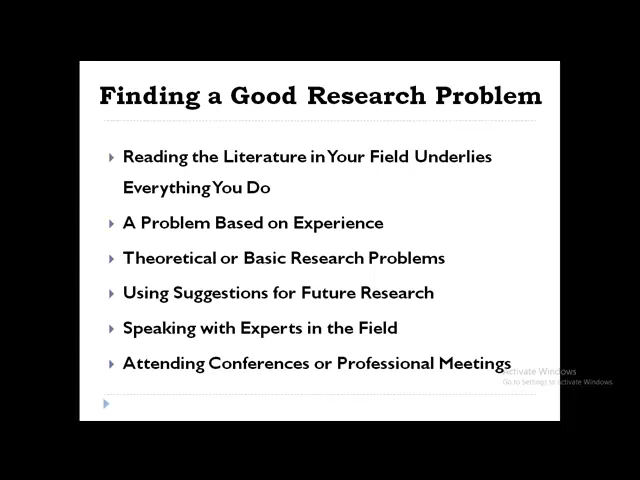 Finding a Good Research Problem
Reading the Literature in Your Field Underlies
Everything You Do
A Problem Based on Experience
Theoretical or Basic Research Problems
Using Suggestions for Future Research
Speaking with Experts in the Field
Attending Conferences or Professional Meetings
Activate Windows
Go to Settings to activate Windows.